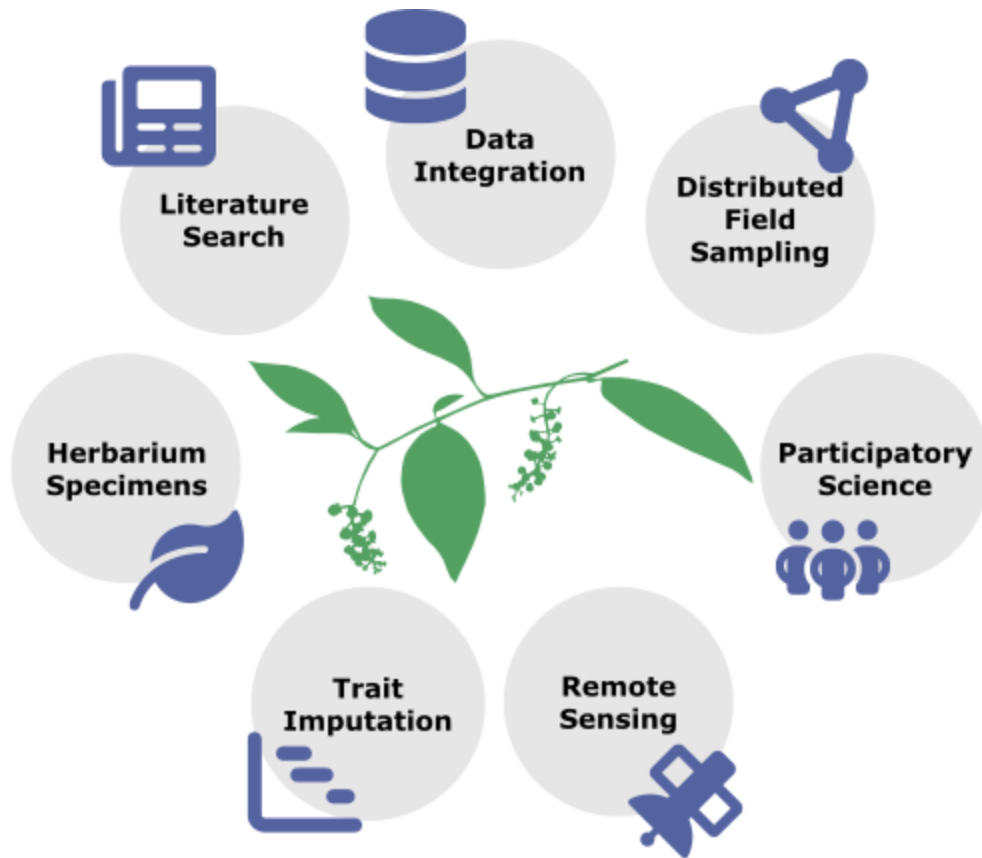 Data
Integration
Literature
Search
Distributed
Field
Sampling
Herbarium
Specimens
Participatory
Science
Trait
Imputation
Remote
Sensing